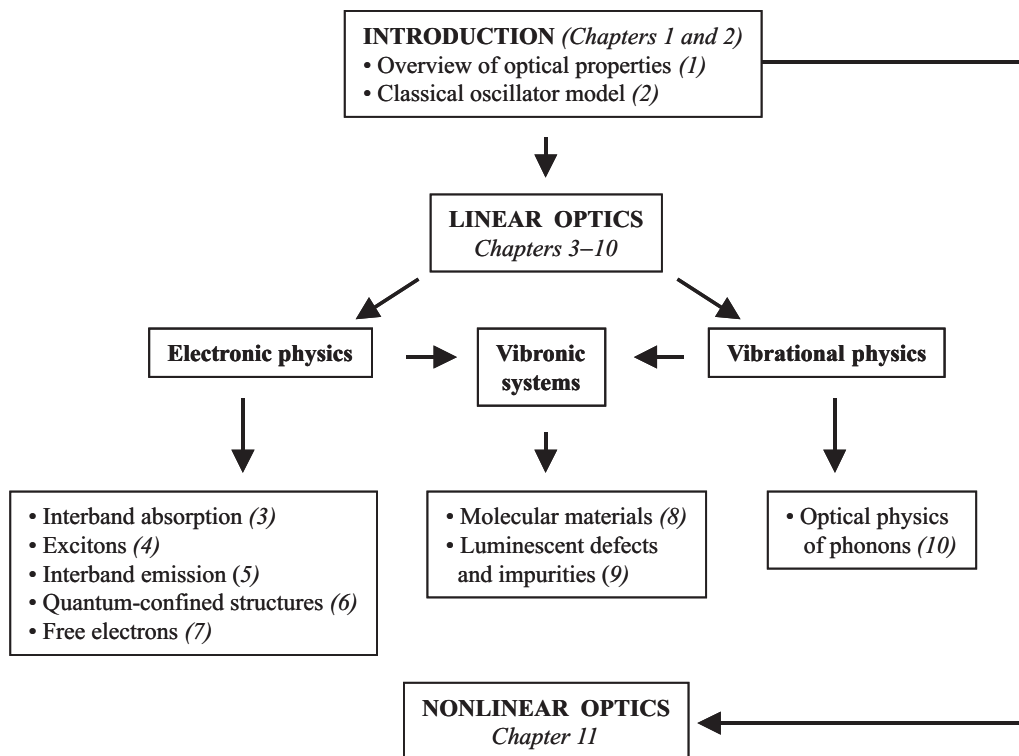 INTRODUCTION (Chapters 1 and 2)
• Overview of optical properties (1)
• Classical oscillator model (2)
LINEAR OPTICS
Chapters 3–10
Electronic physics
Vibronic
systems
Vibrational physics
• Interband absorption (3)
• Excitons (4)
• Interband emission (5)
• Quantum-confined structures (6)
• Free electrons (7)
• Molecular materials (8)
• Luminescent defects
and impurities (9)
• Optical physics
of phonons (10)
NONLINEAR OPTICS
Chapter 11